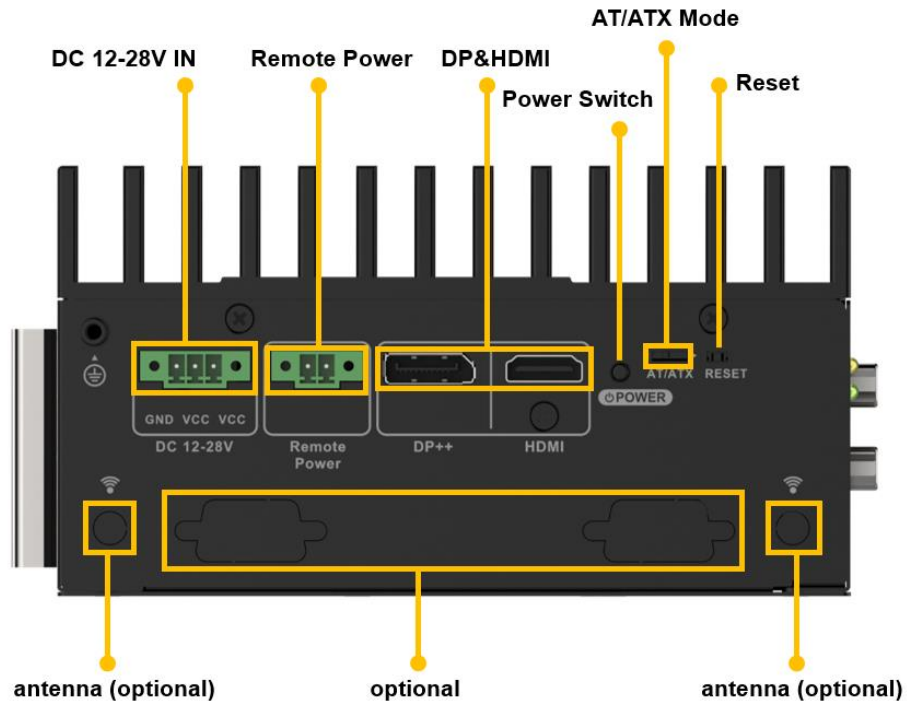 AT/ATX Mode
DC 12-28V IN
Remote Power
DP&HDMI
Reset
Power Switch
AT/ATX
RESET
POWER
GND VCC VCC
DC 12-28V
Remote
Power
DP++
HDMI
antenna (optional)
optional
antenna (optional)